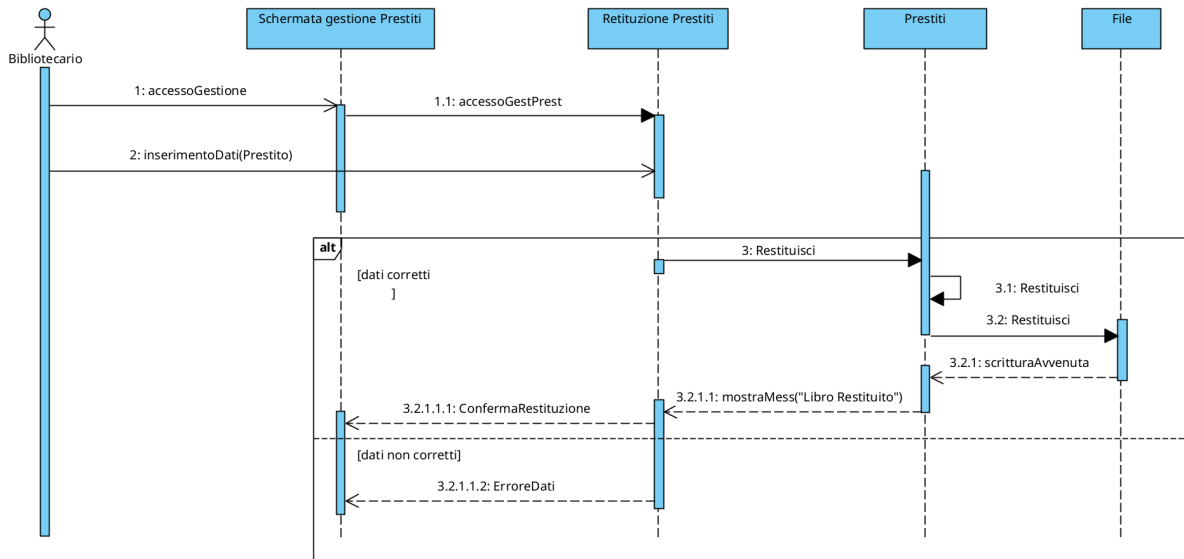 Schermata gestione Prestiti
Retituzione Prestiti
Prestiti
File
Bibliotecario
1: accessoGestione
1.1: accessoGestPrest
2: inserimentoDati(Prestito)
alt
3: Restituisci
[dati corretti
]
3.1: Restituisci
3.2: Restituisci
3.2.1: scritturaAvvenuta
3.2.1.1: mostraMess("Libro Restituito")
3.2.1.1.1: ConfermaRestituzione
[dati non corretti]
3.2.1.1.2: ErroreDati